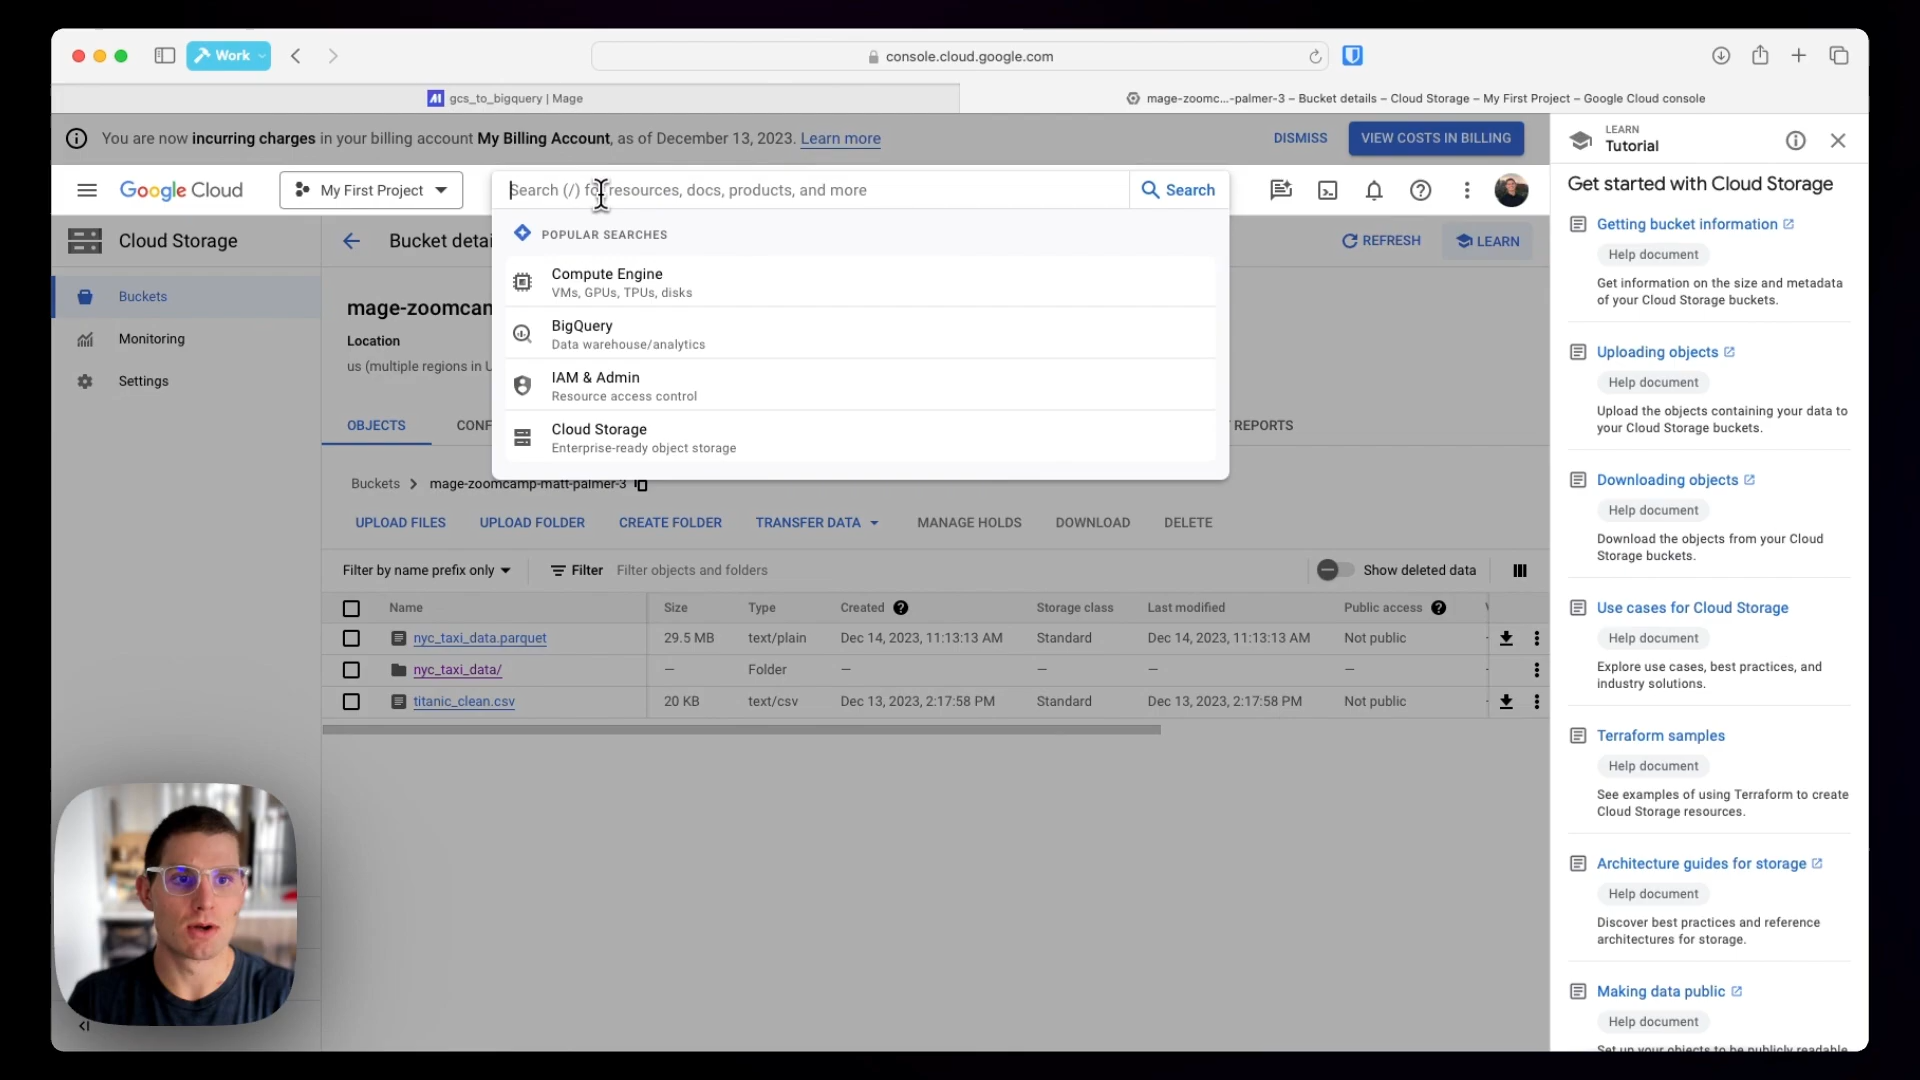 Work
console.cloud.google.com
gcs_to_bigquery | Mage
mage-zoomc...-palmer-3 – Bucket details – Cloud Storage – My First Project – Google Cloud console
You are now incurring charges in your billing account My Billing Account, as of December 13, 2023. Learn more
DISMISS
VIEW COSTS IN BILLING
LEARN
Tutorial
Google Cloud
My First Project
Search (/) for resources, docs, products, and more
Search
Get started with Cloud Storage
POPULAR SEARCHES
Compute Engine
VMs, GPUs, TPUs, disks
BigQuery
Data warehouse/analytics
IAM & Admin
Resource access control
Cloud Storage
Enterprise-ready object storage
Cloud Storage
Buckets
Monitoring
Settings
Bucket detai
REFRESH
LEARN
mage-zoomcam
Location
us (multiple regions in U
OBJECTS
CONF
REPORTS
Buckets
mage-zoomcamp-matt-palmer-3
UPLOAD FILES
UPLOAD FOLDER
CREATE FOLDER
TRANSFER DATA
MANAGE HOLDS
DOWNLOAD
DELETE
Filter by name prefix only
Filter
Filter objects and folders
Show deleted data
Name Size Type Created Storage class Last modified Public access
nyc_taxi_data.parquet 29.5 MB text/plain Dec 14, 2023, 11:13:13 AM Standard Dec 14, 2023, 11:13:13 AM Not public –
nyc_taxi_data/ – Folder – – – –
titanic_clean.csv 20 KB text/csv Dec 13, 2023, 2:17:58 PM Standard Dec 13, 2023, 2:17:58 PM Not public –
Getting bucket information
Help document
Get information on the size and metadata
of your Cloud Storage buckets.
Uploading objects
Help document
Upload the objects containing your data to
your Cloud Storage buckets.
Downloading objects
Help document
Download the objects from your Cloud
Storage buckets.
Use cases for Cloud Storage
Help document
Explore use cases, best practices, and
industry solutions.
Terraform samples
Help document
See examples of using Terraform to create
Cloud Storage resources.
Architecture guides for storage
Help document
Discover best practices and reference
architectures for storage.
Making data public
Help document
Set up your objects to be publicly readable